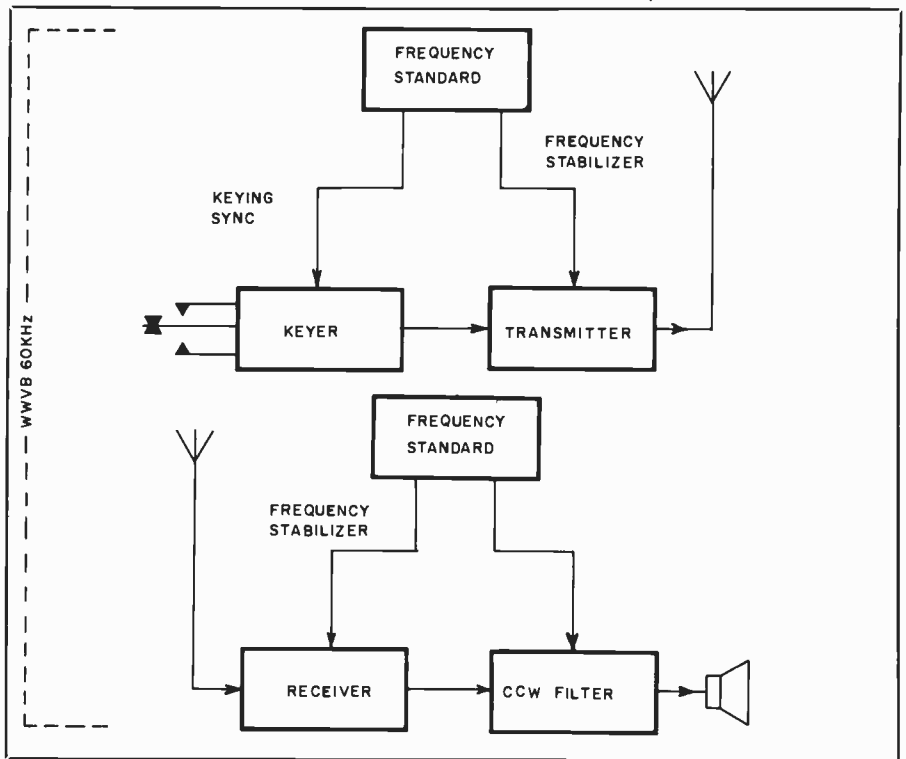 FREQUENCY
STANDARD
FREQUENCY
STABILIZER
KEYING
SYNC
KEYER
TRANSMITTER
WWVB 60KHz
FREQUENCY
STANDARD
FREQUENCY
STABILIZER
RECEIVER
CCW FILTER